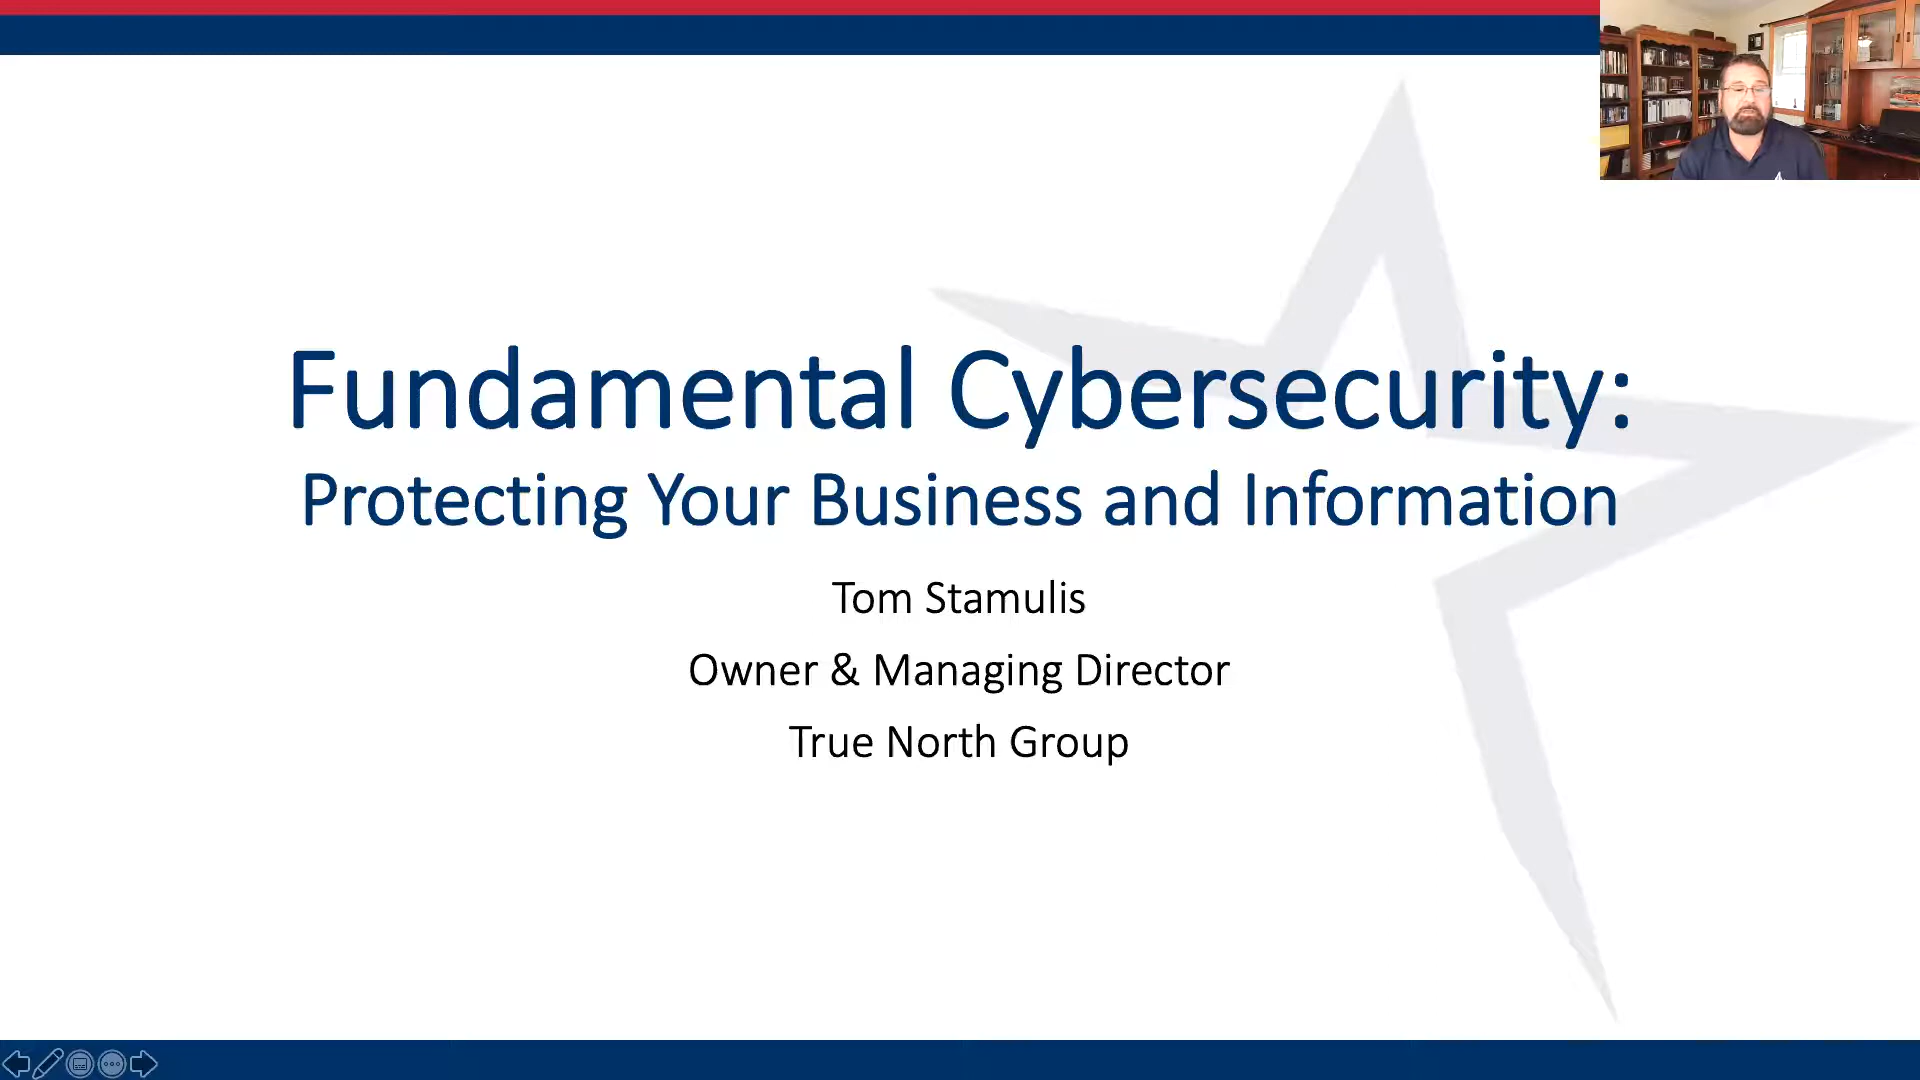 Fundamental Cybersecurity:
Protecting Your Business and Information
Tom Stamulis
Owner & Managing Director
True North Group